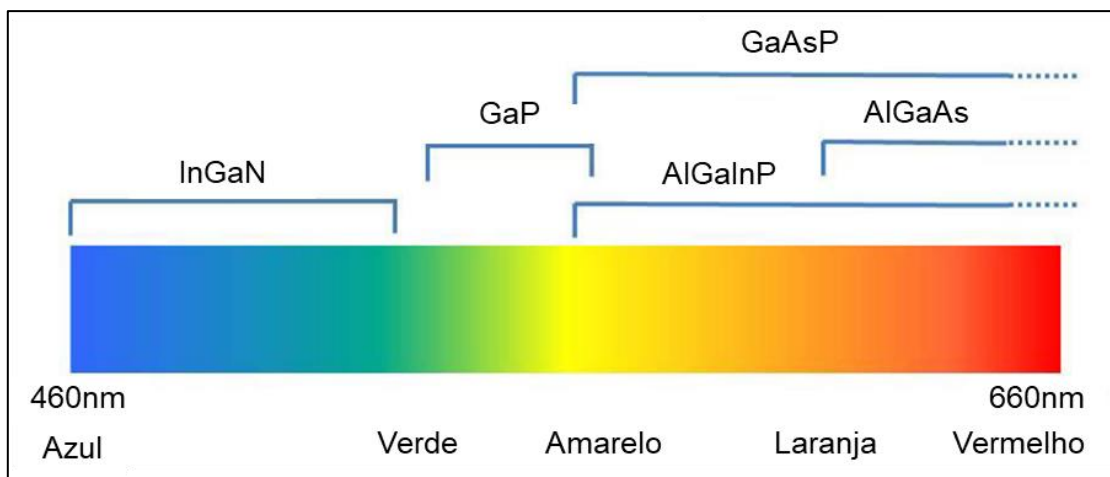 GaAsP
GaP
AlGaAs
InGaN
AlGaInP
460nm
660nm
Azul
Verde
Amarelo
Laranja
Vermelho